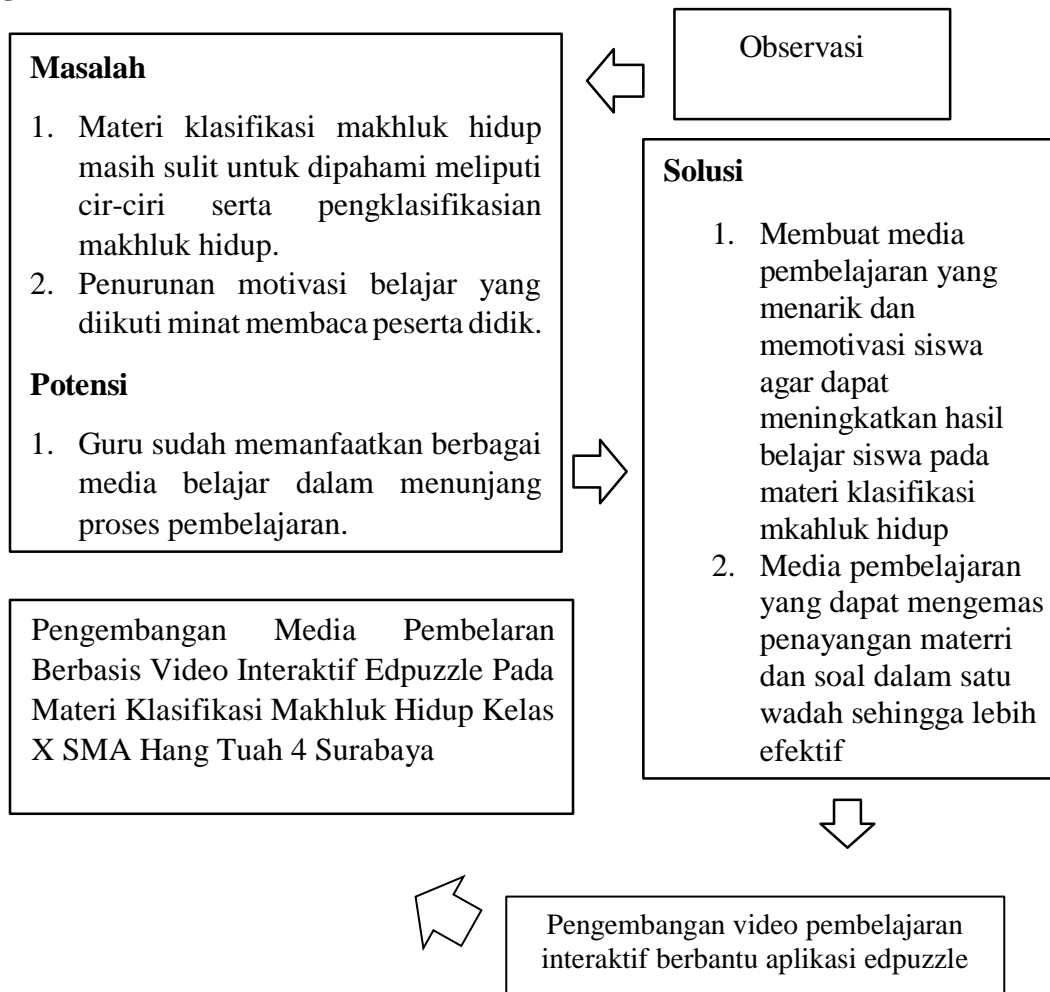 Observasi
Masalah
1. Materi klasifikasi makhluk hidup
masih sulit untuk dipahami meliputi
cir-ciri serta pengklasifikasian
makhluk hidup.
2. Penurunan motivasi belajar yang
diikuti minat membaca peserta didik.
Potensi
1. Guru sudah memanfaatkan berbagai
media belajar dalam menunjang
proses pembelajaran.
Solusi
1. Membuat media
pembelajaran yang
menarik dan
memotivasi siswa
agar dapat
meningkatkan hasil
belajar siswa pada
materi klasifikasi
mkahluk hidup
2. Media pembelajaran
yang dapat mengemas
penayangan materri
dan soal dalam satu
wadah sehingga lebih
efektif
Pengembangan video pembelajaran
interaktif berbantu aplikasi edpuzzle
Pengembangan Media Pembelaran
Berbasis Video Interaktif Edpuzzle Pada
Materi Klasifikasi Makhluk Hidup Kelas
X SMA Hang Tuah 4 Surabaya